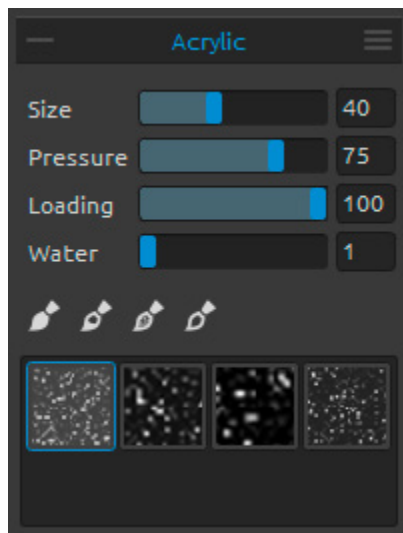 Acrylic
Size 40
Pressure 75
Loading 100
Water 1